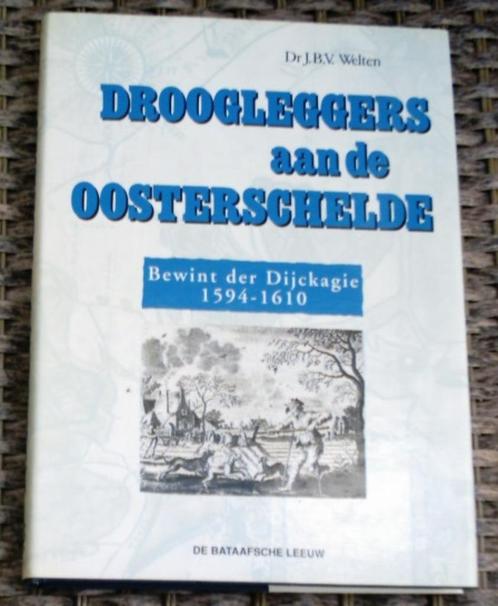 Dr J.B.V. Welten
DROOGLEGGERS
aan de
OOSTERSCHELDE
Bewint der Dijckagie
1594-1610
DE BATAAFSCHE LEEUW